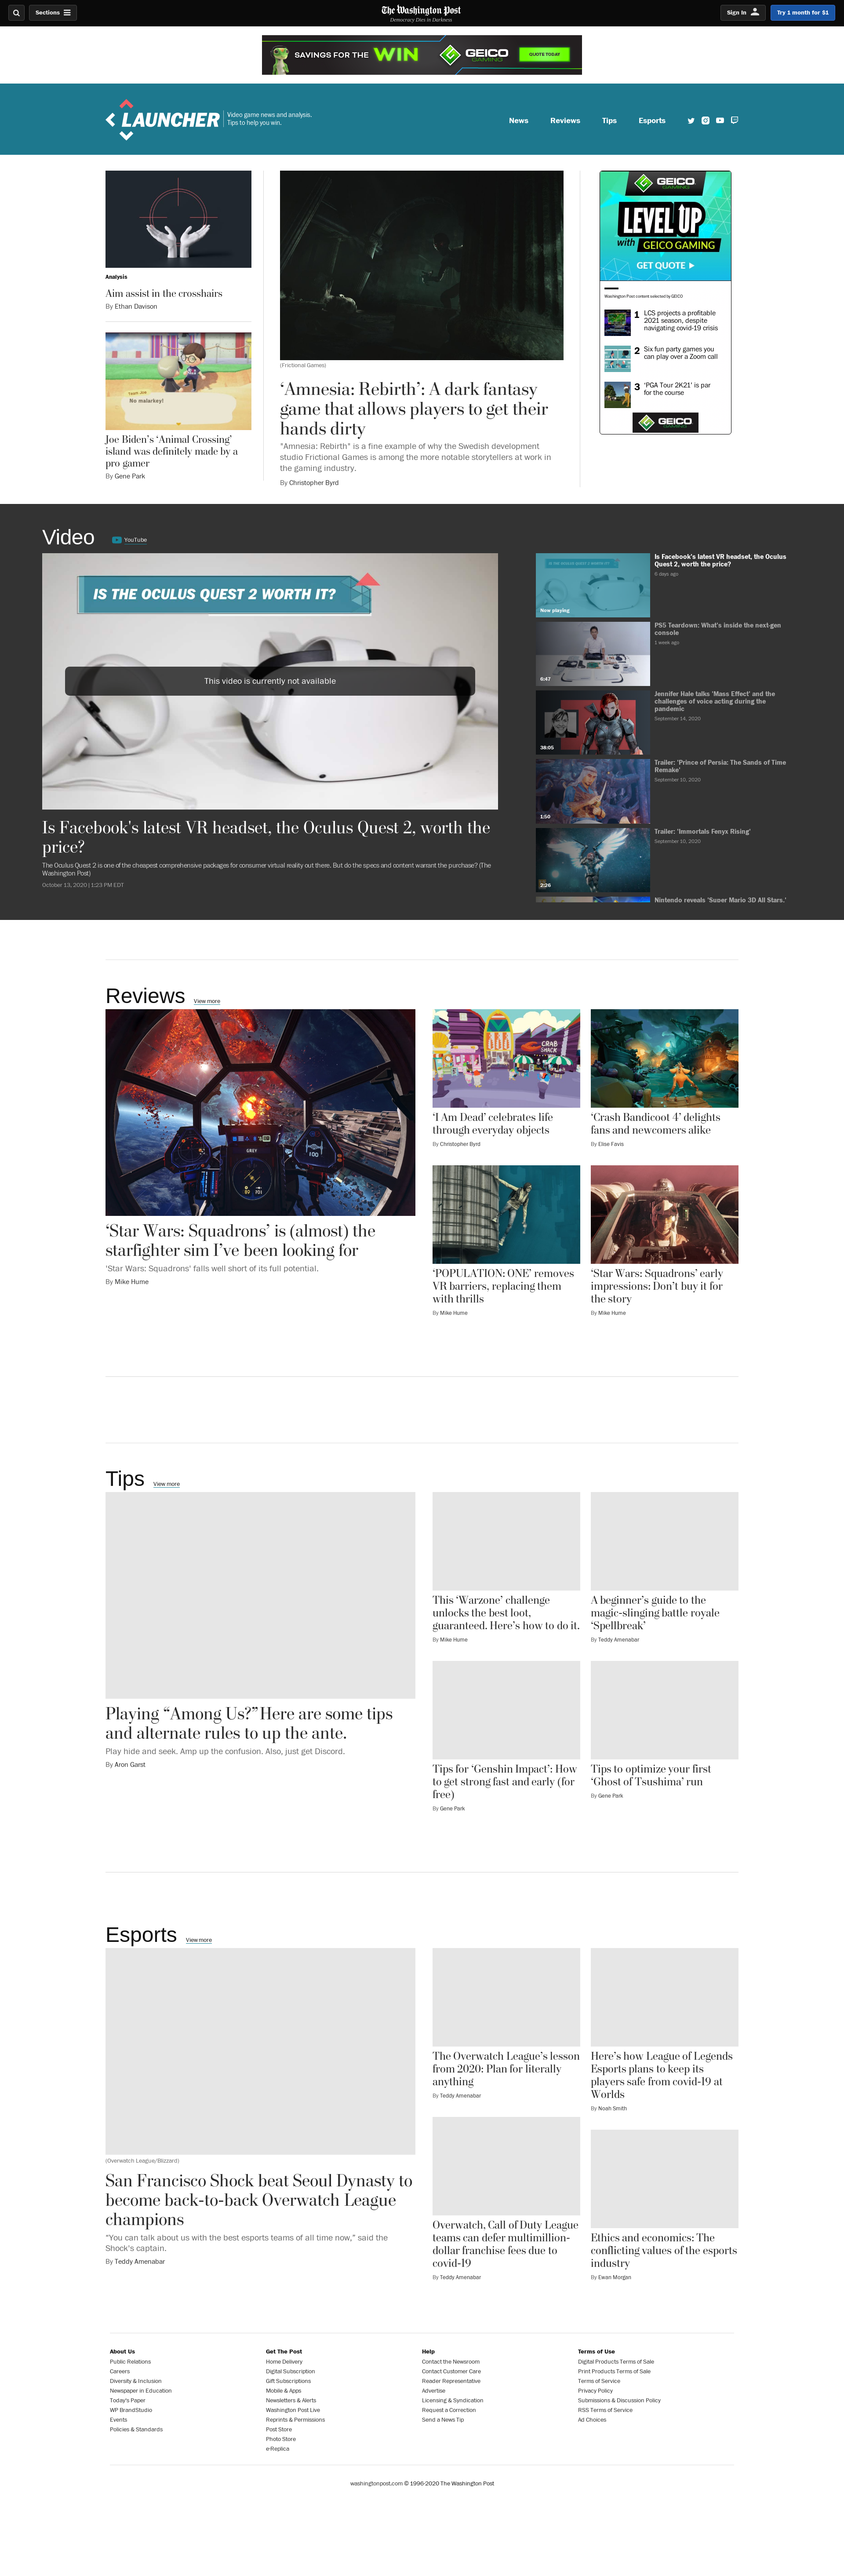 Sections
The Washington Post
Democracy Dies in Darkness
Sign In
Try 1 month for $1
SAVINGS FOR THE WIN
GEICO
GAMING
QUOTE TODAY
LAUNCHER
Video game news and analysis.
Tips to help you win.
News
Reviews
Tips
Esports
Analysis
Aim assist in the crosshairs
By Ethan Davison
No malarkey!
Joe Biden’s ‘Animal Crossing’
island was definitely made by a
pro gamer
By Gene Park
(Frictional Games)
‘Amnesia: Rebirth’: A dark fantasy
game that allows players to get their
hands dirty
"Amnesia: Rebirth" is a fine example of why the Swedish development
studio Frictional Games is among the more notable storytellers at work in
the gaming industry.
By Christopher Byrd
GEICO
GAMING
LEVEL UP
with GEICO GAMING
GET QUOTE
Washington Post content selected by GEICO
1 LCS projects a profitable
2021 season, despite
navigating covid-19 crisis
2 Six fun party games you
can play over a Zoom call
3 ‘PGA Tour 2K21’ is par
for the course
GEICO
GAMING
Video
YouTube
IS THE OCULUS QUEST 2 WORTH IT?
This video is currently not available
Is Facebook's latest VR headset, the Oculus Quest 2, worth the
price?
The Oculus Quest 2 is one of the cheapest comprehensive packages for consumer virtual reality out there. But do the specs and content warrant the purchase? (The
Washington Post)
October 13, 2020 | 1:23 PM EDT
Now playing
Is Facebook's latest VR headset, the Oculus
Quest 2, worth the price?
6 days ago
6:47
PS5 Teardown: What's inside the next-gen
console
1 week ago
38:05
Jennifer Hale talks 'Mass Effect' and the
challenges of voice acting during the
pandemic
September 14, 2020
1:50
Trailer: 'Prince of Persia: The Sands of Time
Remake'
September 10, 2020
2:26
Trailer: 'Immortals Fenyx Rising'
September 10, 2020
Nintendo reveals 'Super Mario 3D All Stars,'
Reviews
View more
GREY
‘Star Wars: Squadrons’ is (almost) the
starfighter sim I’ve been looking for
'Star Wars: Squadrons' falls well short of its full potential.
By Mike Hume
CRAB
SHACK
‘I Am Dead’ celebrates life
through everyday objects
By Christopher Byrd
‘Crash Bandicoot 4’ delights
fans and newcomers alike
By Elise Favis
‘POPULATION: ONE’ removes
VR barriers, replacing them
with thrills
By Mike Hume
‘Star Wars: Squadrons’ early
impressions: Don’t buy it for
the story
By Mike Hume
Tips
View more
Playing “Among Us?” Here are some tips
and alternate rules to up the ante.
Play hide and seek. Amp up the confusion. Also, just get Discord.
By Aron Garst
This ‘Warzone’ challenge
unlocks the best loot,
guaranteed. Here’s how to do it.
By Mike Hume
A beginner’s guide to the
magic-slinging battle royale
‘Spellbreak’
By Teddy Amenabar
Tips for ‘Genshin Impact’: How
to get strong fast and early (for
free)
By Gene Park
Tips to optimize your first
‘Ghost of Tsushima’ run
By Gene Park
Esports
View more
(Overwatch League/Blizzard)
San Francisco Shock beat Seoul Dynasty to
become back-to-back Overwatch League
champions
"You can talk about us with the best esports teams of all time now," said the
Shock's captain.
By Teddy Amenabar
The Overwatch League’s lesson
from 2020: Plan for literally
anything
By Teddy Amenabar
Here’s how League of Legends
Esports plans to keep its
players safe from covid-19 at
Worlds
By Noah Smith
Overwatch, Call of Duty League
teams can defer multimillion-
dollar franchise fees due to
covid-19
By Teddy Amenabar
Ethics and economics: The
conflicting values of the esports
industry
By Ewan Morgan
About Us
Public Relations
Careers
Diversity & Inclusion
Newspaper in Education
Today's Paper
WP BrandStudio
Events
Policies & Standards
Get The Post
Home Delivery
Digital Subscription
Gift Subscriptions
Mobile & Apps
Newsletters & Alerts
Washington Post Live
Reprints & Permissions
Post Store
Photo Store
e-Replica
Help
Contact the Newsroom
Contact Customer Care
Reader Representative
Advertise
Licensing & Syndication
Request a Correction
Send a News Tip
Terms of Use
Digital Products Terms of Sale
Print Products Terms of Sale
Terms of Service
Privacy Policy
Submissions & Discussion Policy
RSS Terms of Service
Ad Choices
washingtonpost.com © 1996-2020 The Washington Post